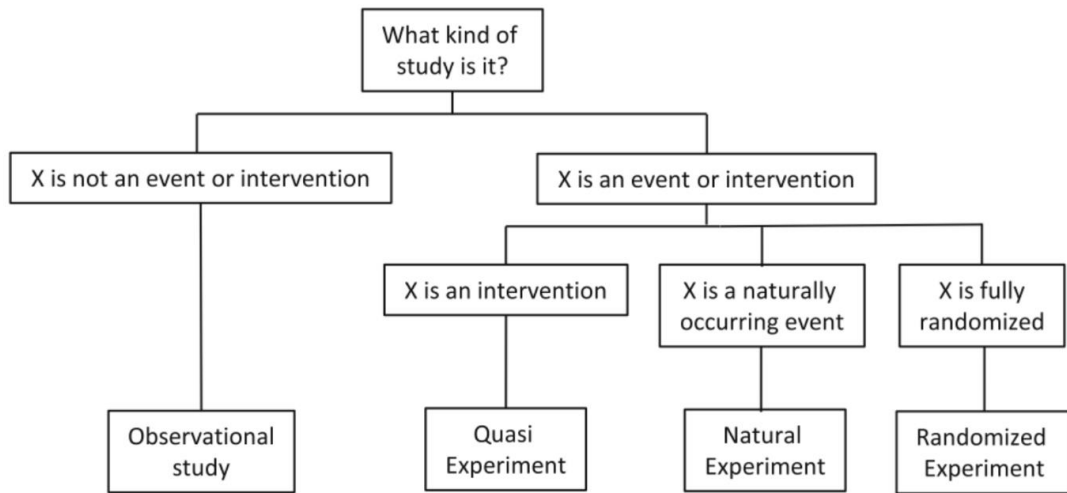 What kind of
study is it?
X is not an event or intervention
X is an event or intervention
X is an intervention
X is a naturally
occurring event
X is fully
randomized
Observational
study
Quasi
Experiment
Natural
Experiment
Randomized
Experiment